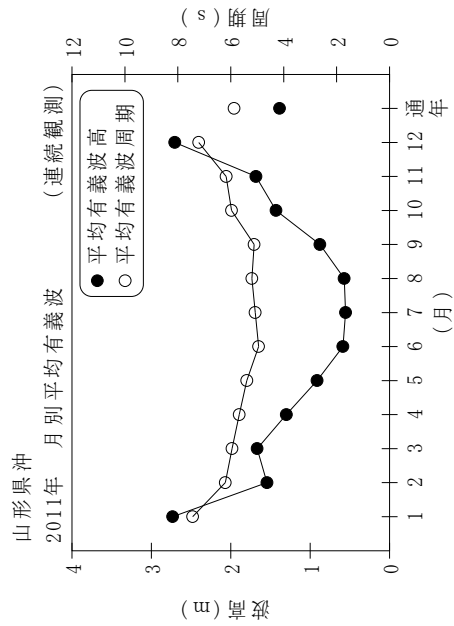 山形県沖
2011年 月別平均有義波 (連続観測)
平均有義波高
平均有義波周期
波高(m)
4
3
2
1
0
周期(s)
12
10
8
6
4
2
0
1 2 3 4 5 6 7 8 9 10 11 12 通年
(月)